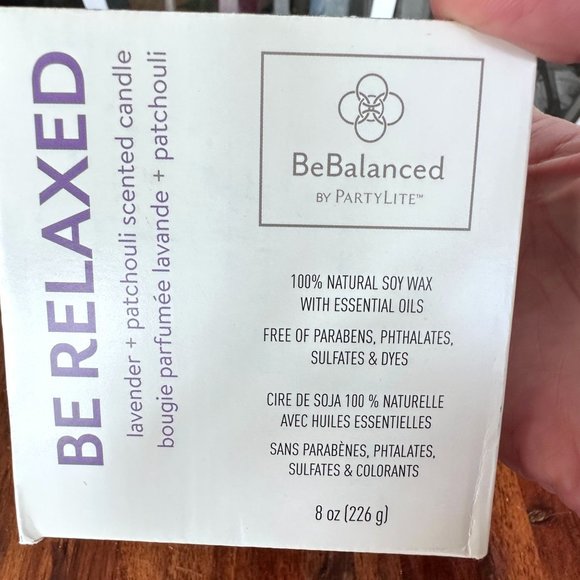 BE RELAXED
lavender + patchouli scented candle
bougie parfumée lavande + patchouli
BeBalanced
BY PARTYLITE™
100% NATURAL SOY WAX
WITH ESSENTIAL OILS
FREE OF PARABENS, PHTHALATES,
SULFATES & DYES
CIRE DE SOJA 100 % NATURELLE
AVEC HUILES ESSENTIELLES
SANS PARABÈNES, PHTALATES,
SULFATES & COLORANTS
8 oz (226 g)